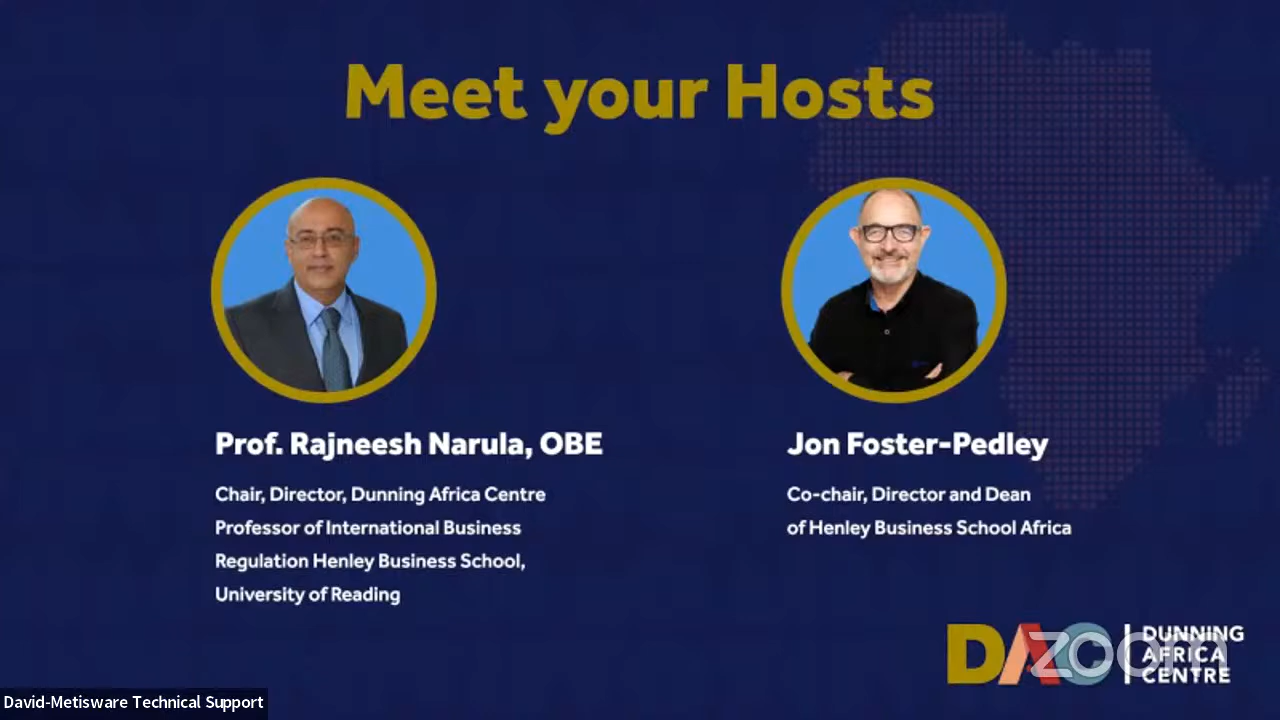 Meet your Hosts
Prof. Rajneesh Narula, OBE
Chair, Director, Dunning Africa Centre
Professor of International Business
Regulation Henley Business School,
University of Reading
Jon Foster-Pedley
Co-chair, Director and Dean
of Henley Business School Africa
DAC
DUNNING
AFRICA
CENTRE
zoom
David-Metisware Technical Support